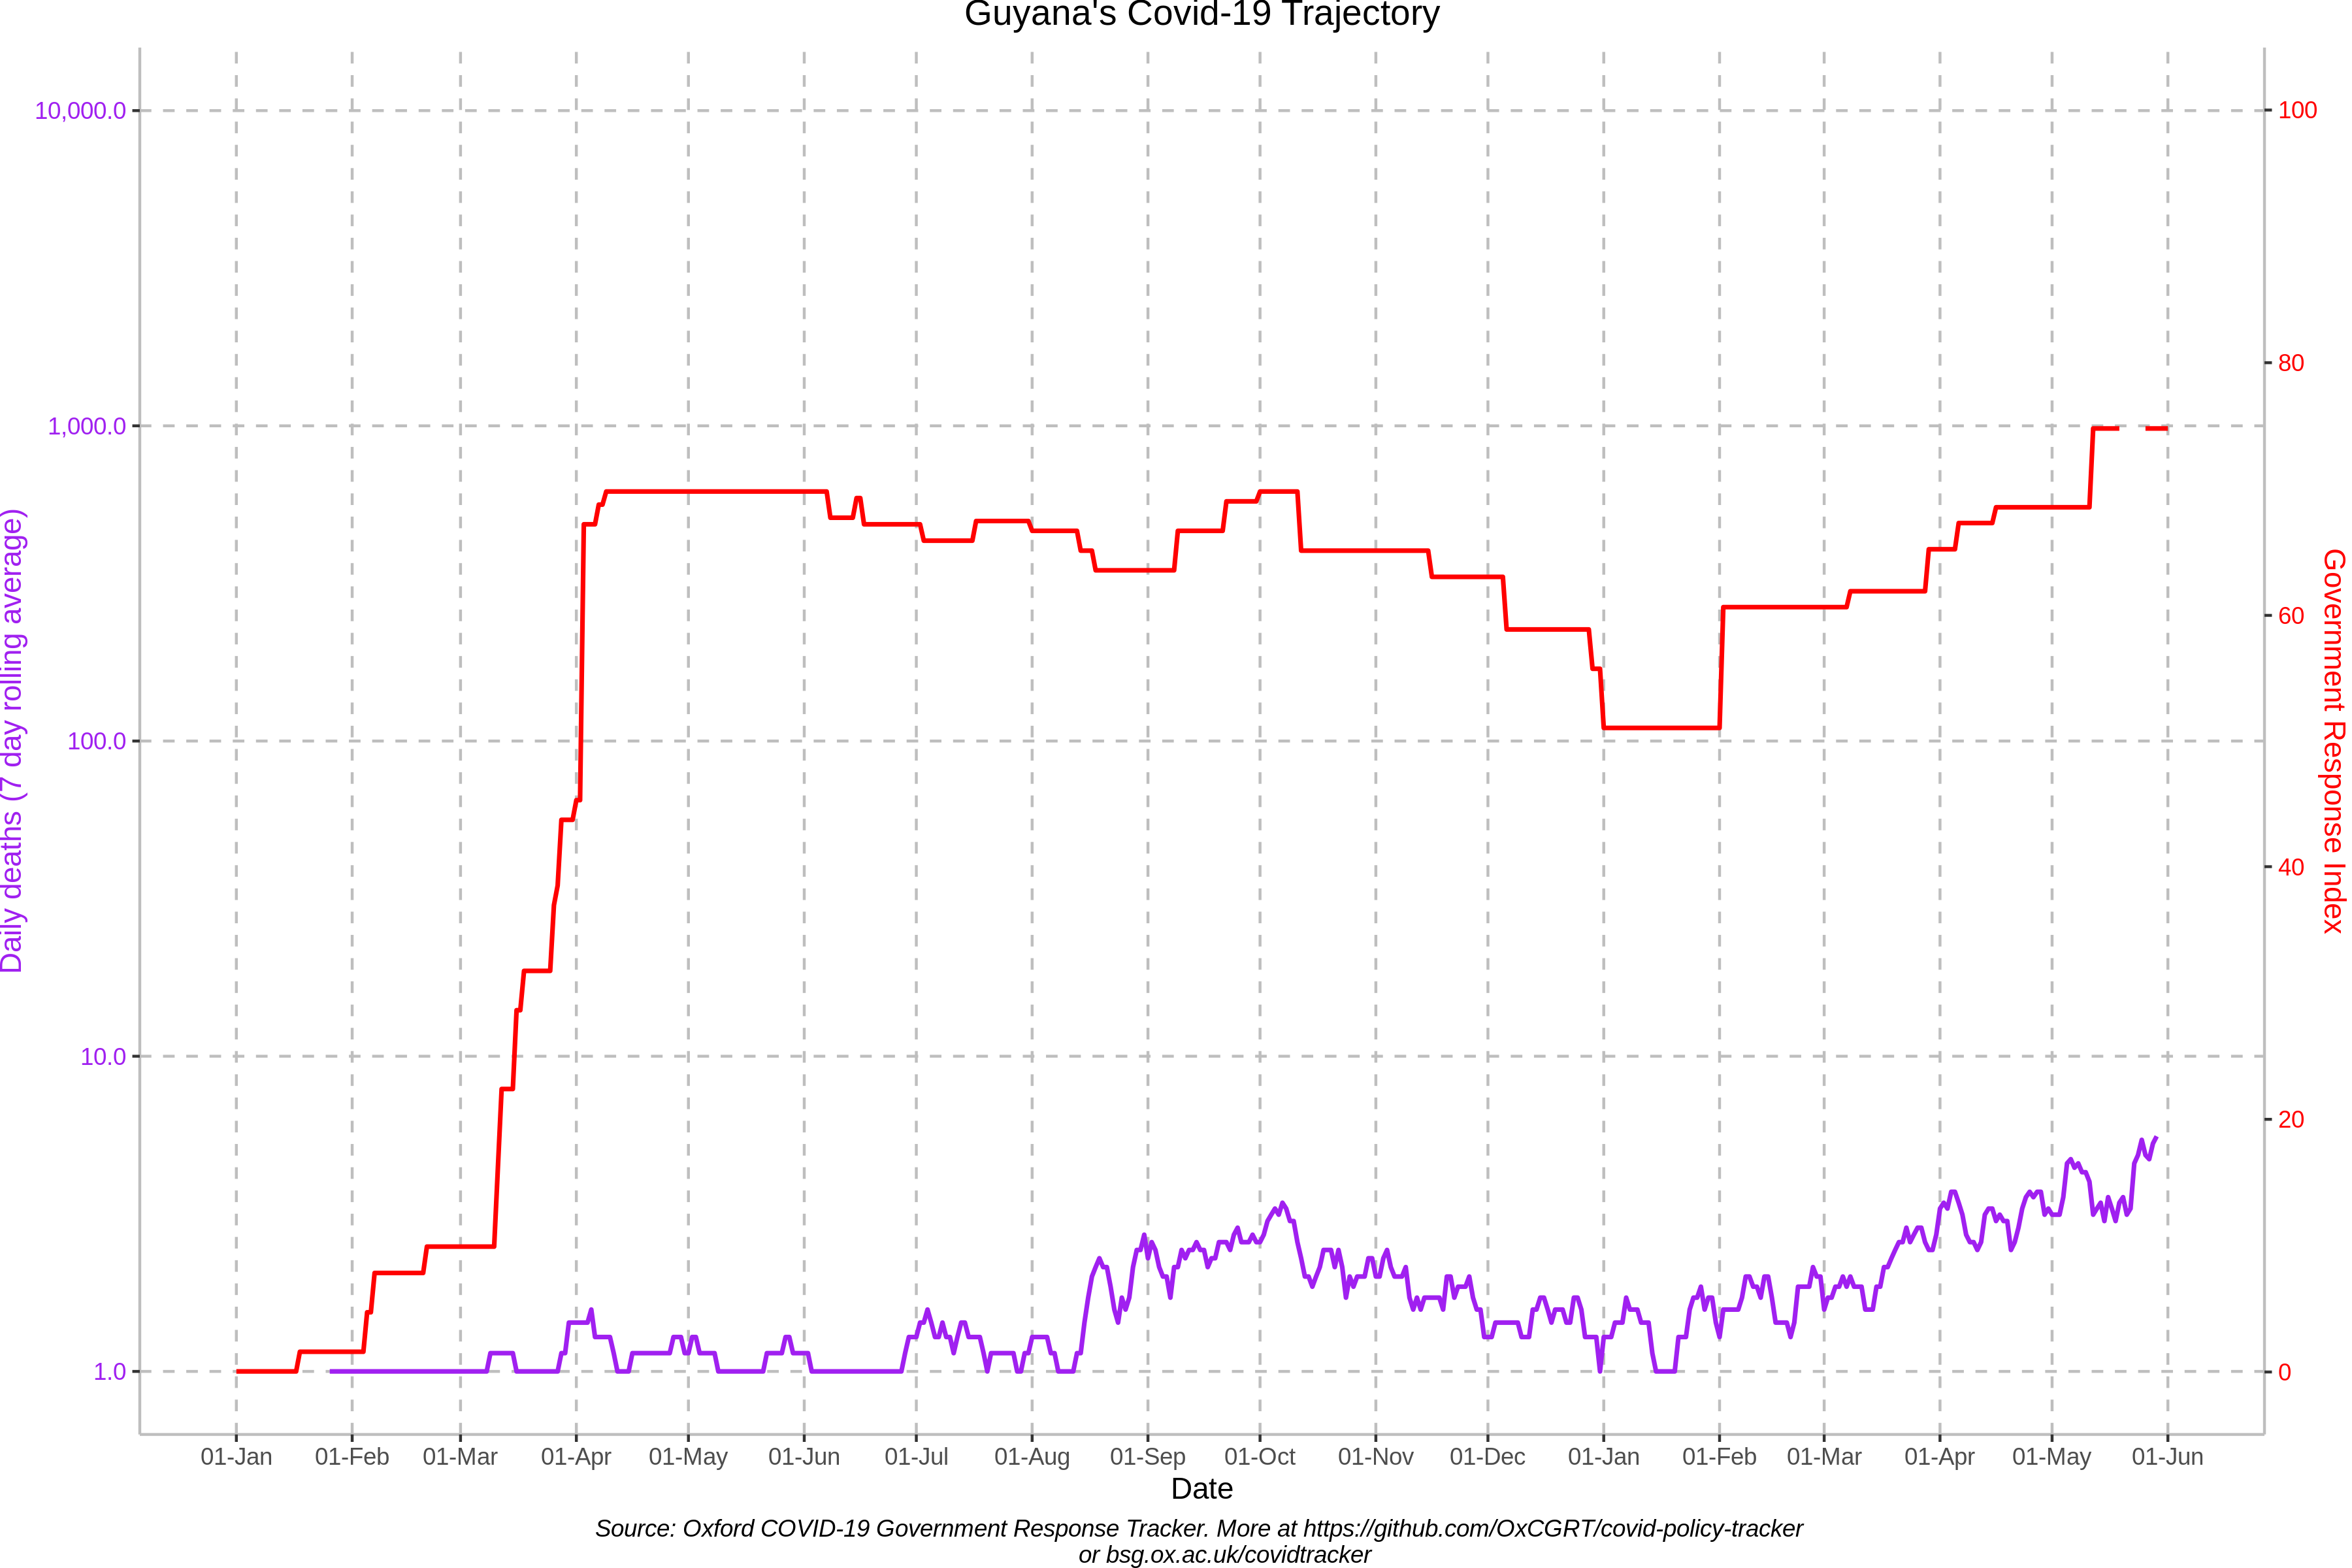 Guyana's Covid-19 Trajectory
10,000.0
1,000.0
100.0
10.0
1.0
Daily deaths (7 day rolling average)
100
80
60
40
20
0
Government Response Index
01-Jan 01-Feb 01-Mar 01-Apr 01-May 01-Jun 01-Jul 01-Aug 01-Sep 01-Oct 01-Nov 01-Dec 01-Jan 01-Feb 01-Mar 01-Apr 01-May 01-Jun
Date
Source: Oxford COVID-19 Government Response Tracker. More at https://github.com/OxCGRT/covid-policy-tracker
or bsg.ox.ac.uk/covidtracker